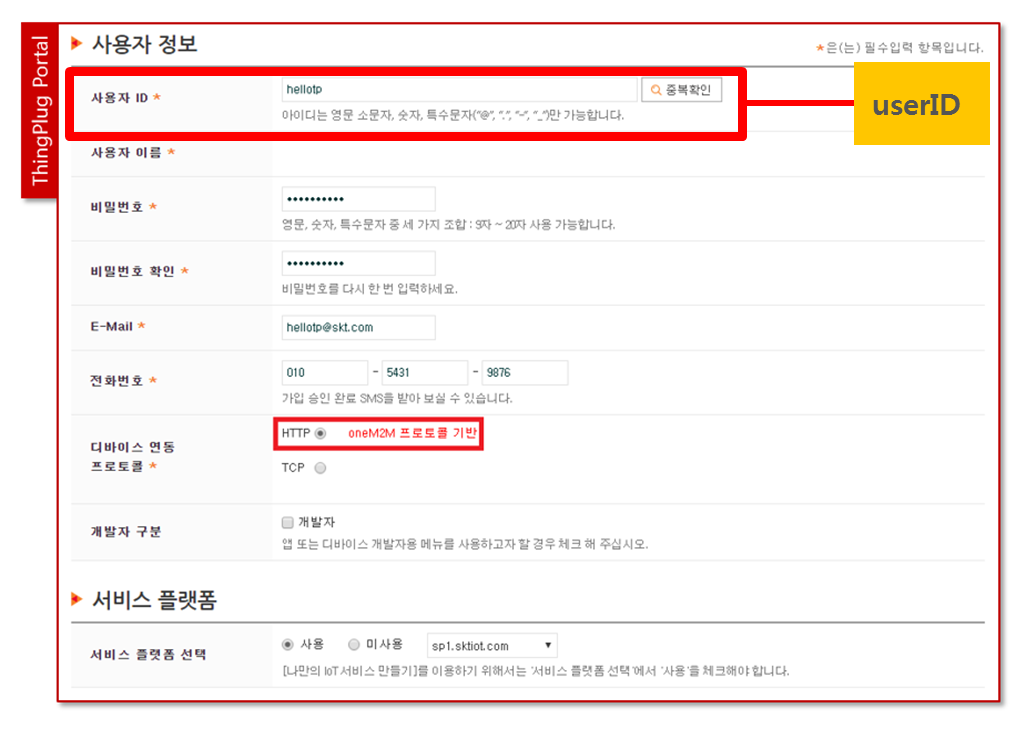 ThingPlug Portal
사용자 정보
*은(는) 필수입력 항목입니다.
사용자 ID *
hellotp
중복확인
userID
아이디는 영문 소문자, 숫자, 특수문자("@", ".", "-", "_")만 가능합니다.
사용자 이름 *
비밀번호 *
••••••••••
영문, 숫자, 특수문자 중 세 가지 조합 : 9자 ~ 20자 사용 가능합니다.
비밀번호 확인 *
••••••••••
비밀번호를 다시 한 번 입력하세요.
E-Mail *
hellotp@skt.com
전화번호 *
010 - 5431 - 9876
가입 승인 완료 SMS를 받아 보실 수 있습니다.
디바이스 연동
프로토콜 *
HTTP oneM2M 프로토콜 기반
TCP
개발자 구분
개발자
앱 또는 디바이스 개발자용 메뉴를 사용하고자 할 경우 체크 해 주십시오.
서비스 플랫폼
서비스 플랫폼 선택
사용 미사용 sp1.sktiot.com
[나만의 IoT 서비스 만들기]를 이용하기 위해서는 '서비스 플랫폼 선택'에서 '사용'을 체크해야 합니다.